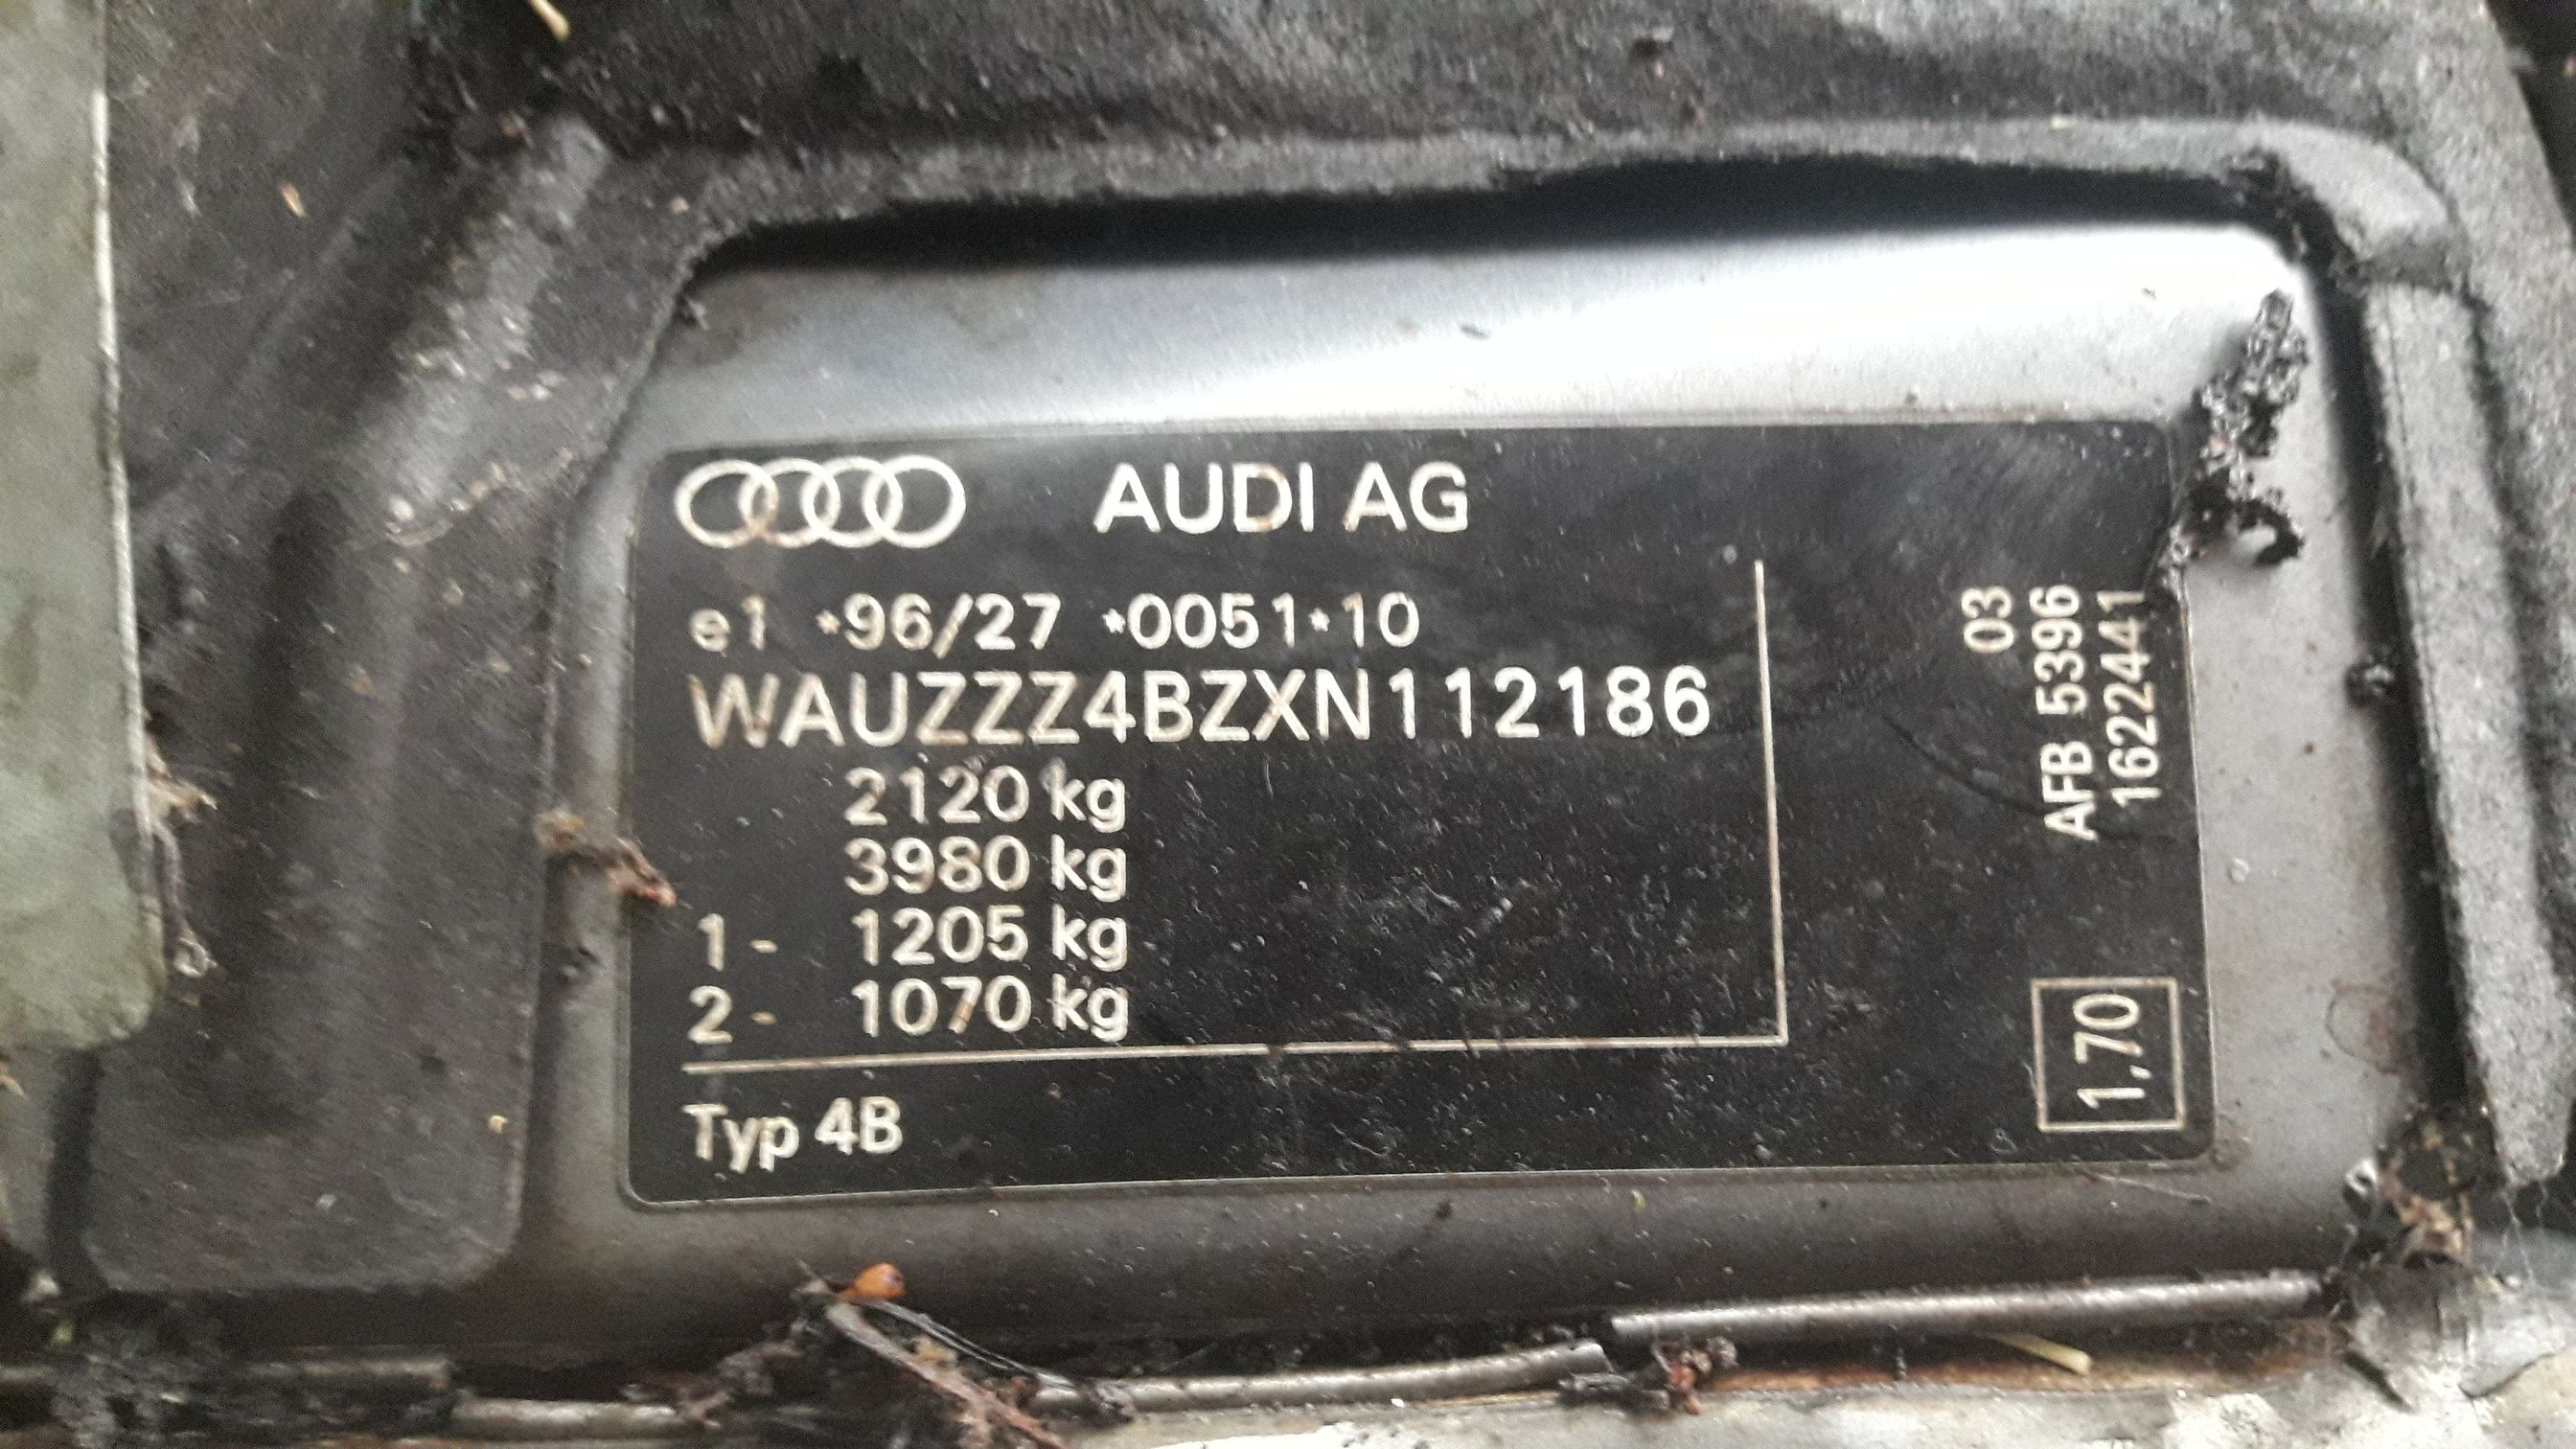 AUDI AG
e1 *96/27 *0051*10
WAUZZZ4BZXN112186
2120 kg
3980 kg
1- 1205 kg
2- 1070 kg
Typ 4B
03
AFB 5396
1622441
1,70